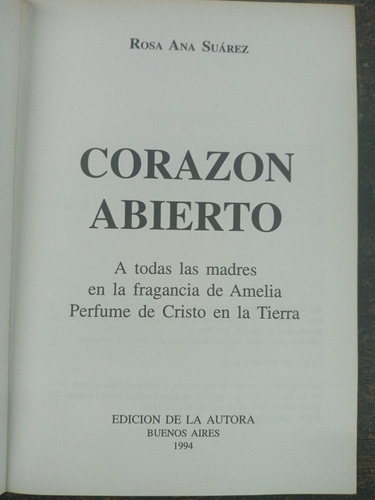 ROSA ANA SUÁREZ
CORAZON
ABIERTO
A todas las madres
en la fragancia de Amelia
Perfume de Cristo en la Tierra
EDICION DE LA AUTORA
BUENOS AIRES
1994